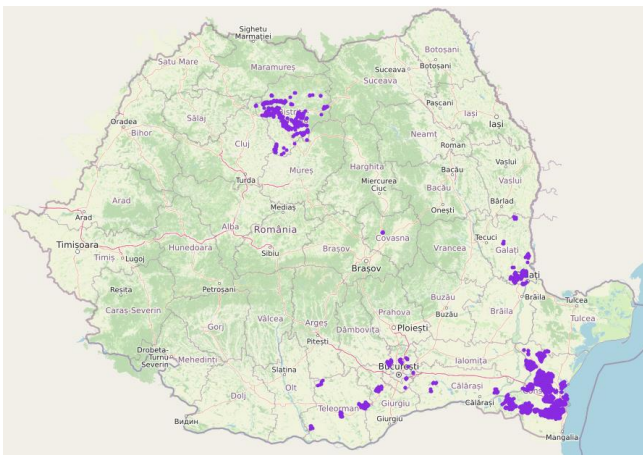 Sighetu
Marmației
Satu Mare
Maramureș
Suceava
Botoșani
Botoșani
Suceava
Pașcani
Oradea
Bihor
Sălaj
Iași
Iași
Cluj
Neamț
Roman
Vaslui
Turda
Mureș
Harghita
Bacău
Vaslui
Miercurea
Ciuc
Bacău
Arad
Arad
Alba
Mediaș
Onești
Bârlad
România
Covasna
Tecuci
Timișoara
Timiș
Lugoj
Hunedoara
Sibiu
Brașov
Vrancea
Galați
Brașov
Reșița
Petroșani
Brăila
Tulcea
Caraș-Severin
Vâlcea
Argeș
Prahova
Buzău
Brăila
Tulcea
Gorj
Dâmbovița
Ploiești
Buzău
Pitești
Drobeta-
Turnu
Severin
Mehedinți
Ialomița
București
Slatina
Olt
Călărași
Dolj
Teleorman
Giurgiu
Călărași
Видин
Giurgiu
Mangalia